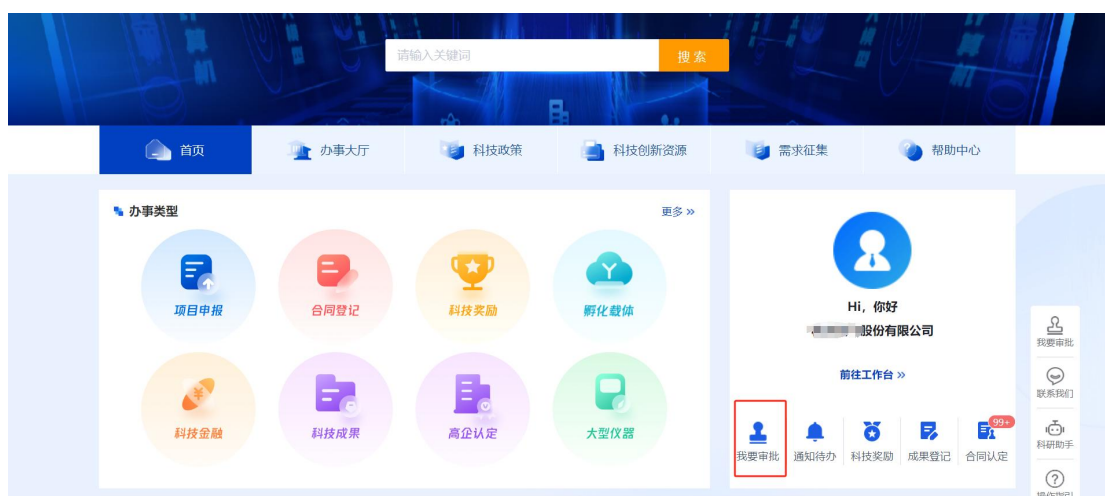 请输入关键词
搜索
首页
办事大厅
科技政策
科技创新资源
需求征集
帮助中心
办事类型
更多 »
项目申报
合同登记
科技奖励
孵化载体
科技金融
科技成果
高企认定
大型仪器
Hi，你好
股份有限公司
前往工作台 »
99+
我要审批
通知待办
科技奖励
成果登记
合同认定
我要审批
联系我们
科研助手
操作指引